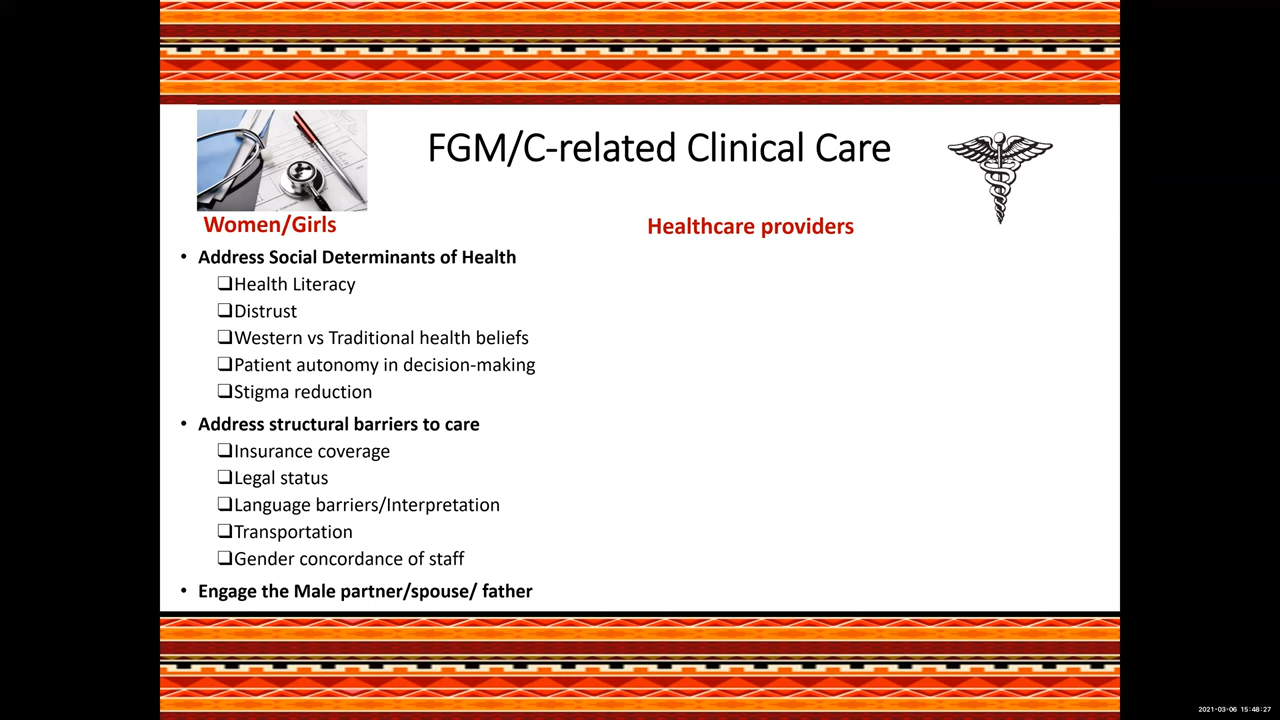 FGM/C-related Clinical Care
Women/Girls
• Address Social Determinants of Health
❑Health Literacy
❑Distrust
❑Western vs Traditional health beliefs
❑Patient autonomy in decision-making
❑Stigma reduction
• Address structural barriers to care
❑Insurance coverage
❑Legal status
❑Language barriers/Interpretation
❑Transportation
❑Gender concordance of staff
• Engage the Male partner/spouse/ father
Healthcare providers
2021-03-06 15:48:27